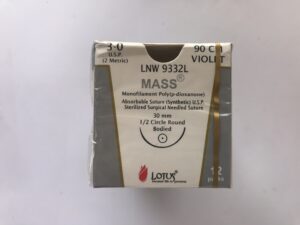 3-0
U.S.P.
(2 Metric)
90 CM
VIOLET
LNW 9332L
MASS®
Monofilament Poly(p-dioxanone)
Absorbable Suture (Synthetic) U.S.P.
Sterilized Surgical Needled Suture
30 mm
1/2 Circle Round
Bodied
LOTUS
12